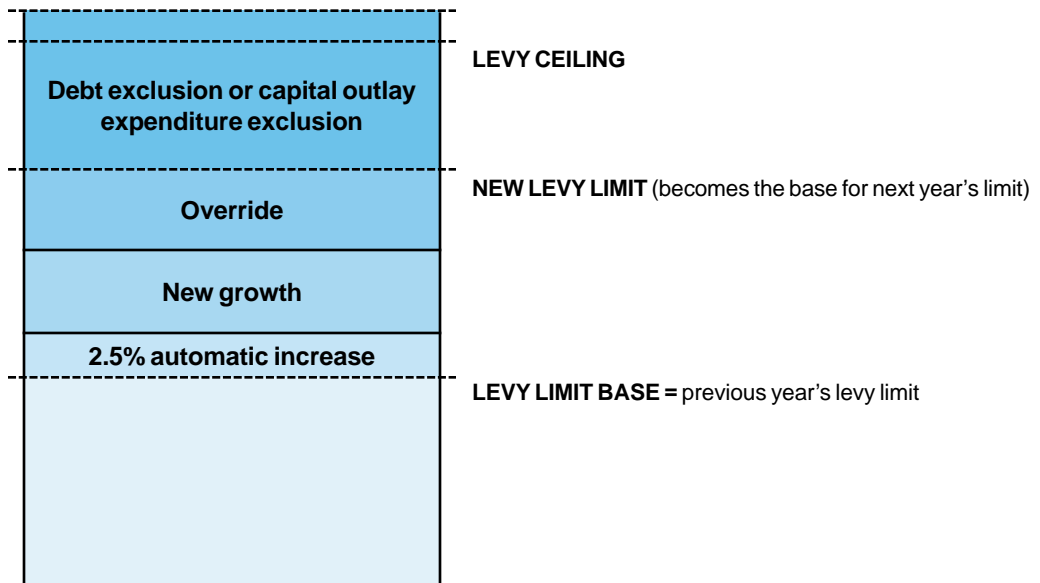 LEVY CEILING
Debt exclusion or capital outlay
expenditure exclusion
NEW LEVY LIMIT (becomes the base for next year’s limit)
Override
New growth
2.5% automatic increase
LEVY LIMIT BASE = previous year’s levy limit